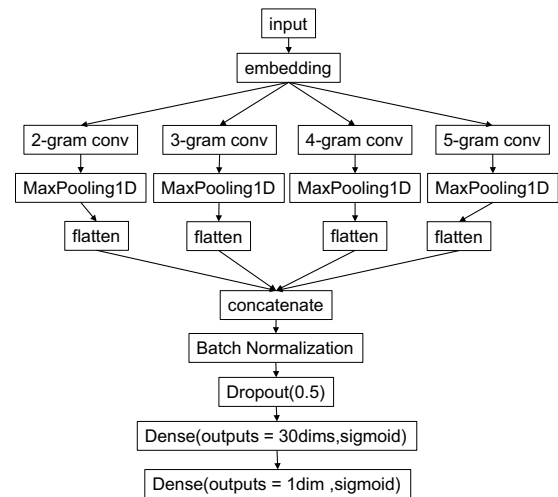 input
embedding
2-gram conv 3-gram conv 4-gram conv 5-gram conv
MaxPooling1D MaxPooling1D MaxPooling1D MaxPooling1D
flatten flatten flatten flatten
concatenate
Batch Normalization
Dropout(0.5)
Dense(outputs = 30dims,sigmoid)
Dense(outputs = 1dim ,sigmoid)